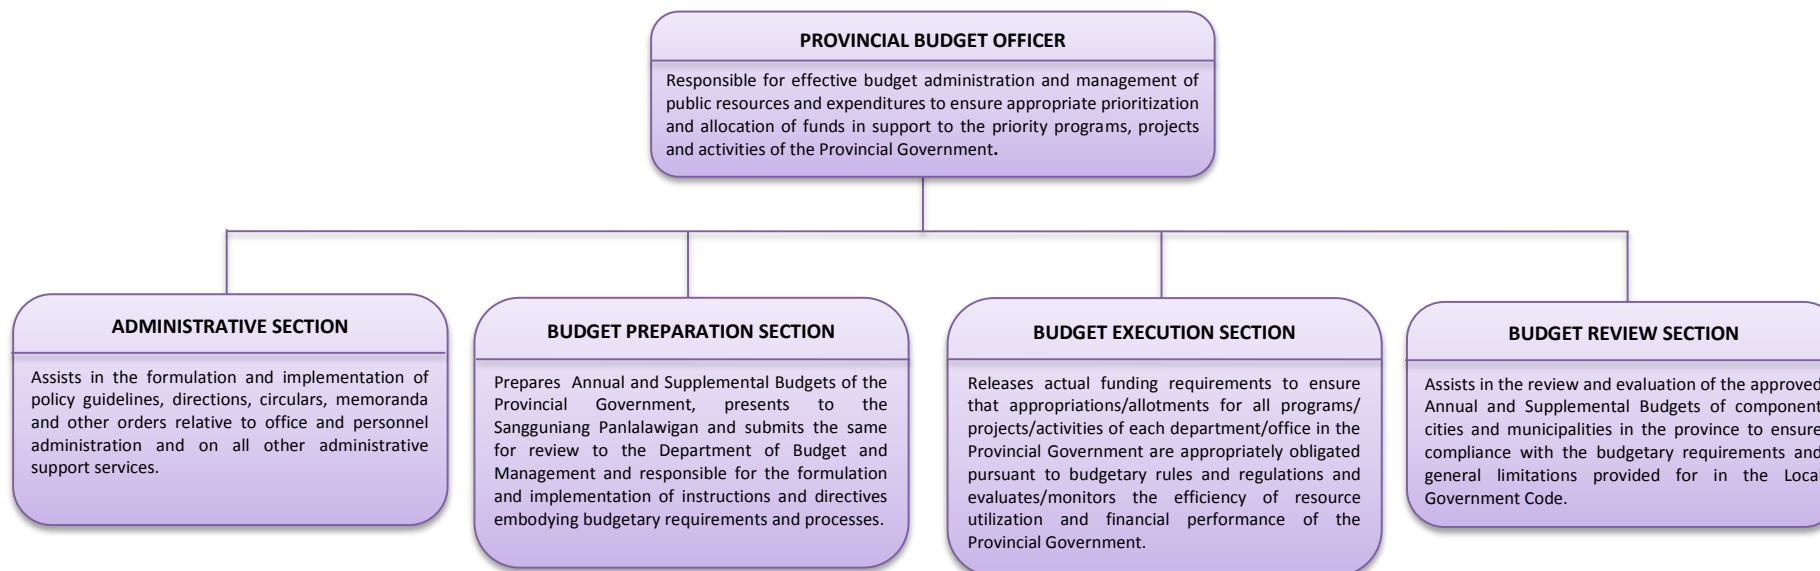 PROVINCIAL BUDGET OFFICER
Responsible for effective budget administration and management of
public resources and expenditures to ensure appropriate prioritization
and allocation of funds in support to the priority programs, projects
and activities of the Provincial Government.
ADMINISTRATIVE SECTION
Assists in the formulation and implementation of
policy guidelines, directions, circulars, memoranda
and other orders relative to office and personnel
administration and on all other administrative
support services.
BUDGET PREPARATION SECTION
Prepares Annual and Supplemental Budgets of the
Provincial Government, presents to the
Sangguniang Panlalawigan and submits the same
for review to the Department of Budget and
Management and responsible for the formulation
and implementation of instructions and directives
embodying budgetary requirements and processes.
BUDGET EXECUTION SECTION
Releases actual funding requirements to ensure
that appropriations/allotments for all programs/
projects/activities of each department/office in the
Provincial Government are appropriately obligated
pursuant to budgetary rules and regulations and
evaluates/monitors the efficiency of resource
utilization and financial performance of the
Provincial Government.
BUDGET REVIEW SECTION
Assists in the review and evaluation of the approved
Annual and Supplemental Budgets of component
cities and municipalities in the province to ensure
compliance with the budgetary requirements and
general limitations provided for in the Local
Government Code.